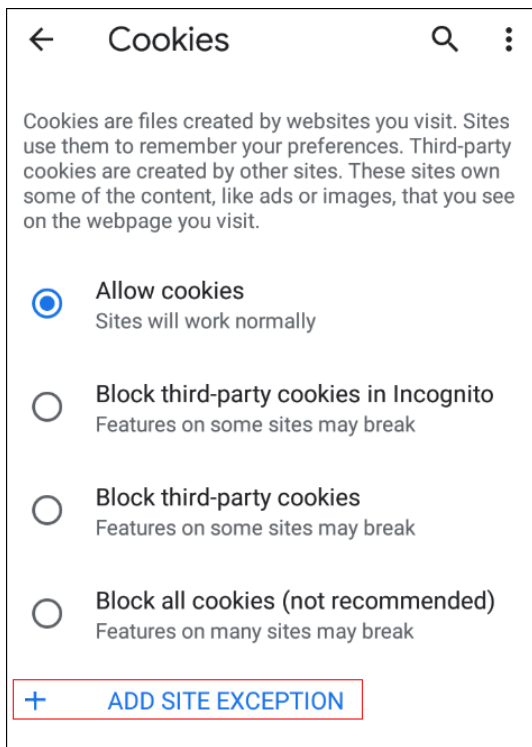 Cookies
Cookies are files created by websites you visit. Sites
use them to remember your preferences. Third-party
cookies are created by other sites. These sites own
some of the content, like ads or images, that you see
on the webpage you visit.
Allow cookies
Sites will work normally
Block third-party cookies in Incognito
Features on some sites may break
Block third-party cookies
Features on some sites may break
Block all cookies (not recommended)
Features on many sites may break
+ ADD SITE EXCEPTION